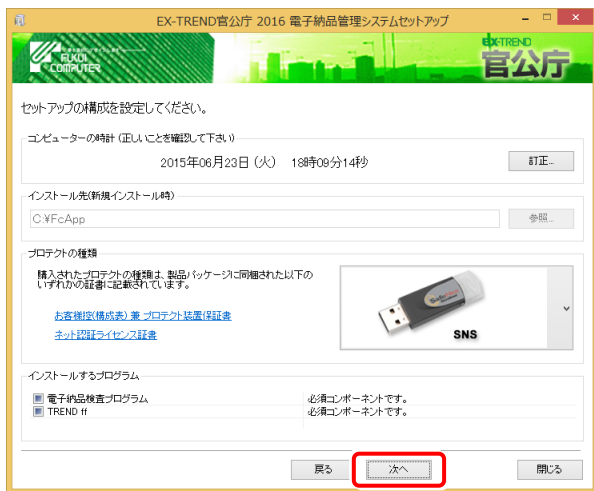 EX-TREND官公庁 2016 電子納品管理システムセットアップ
FUKUI
COMPUTER
EX-TREND
官公庁
セットアップの構成を設定してください。
コンピューターの時計 (正しいことを確認して下さい)
2015年06月23日 (火) 18時09分14秒
訂正...
インストール先(新規インストール時)
C:¥FcApp
参照...
プロテクトの種類
購入されたプロテクトの種類は、製品パッケージに同梱された以下の
いずれかの証書に記載されています。
お客様控(構成表) 兼 プロテクト装置保証書
ネット認証ライセンス証書
SNS
インストールするプログラム
電子納品検査プログラム 必須コンポーネントです。
TREND ff 必須コンポーネントです。
戻る 次へ 閉じる